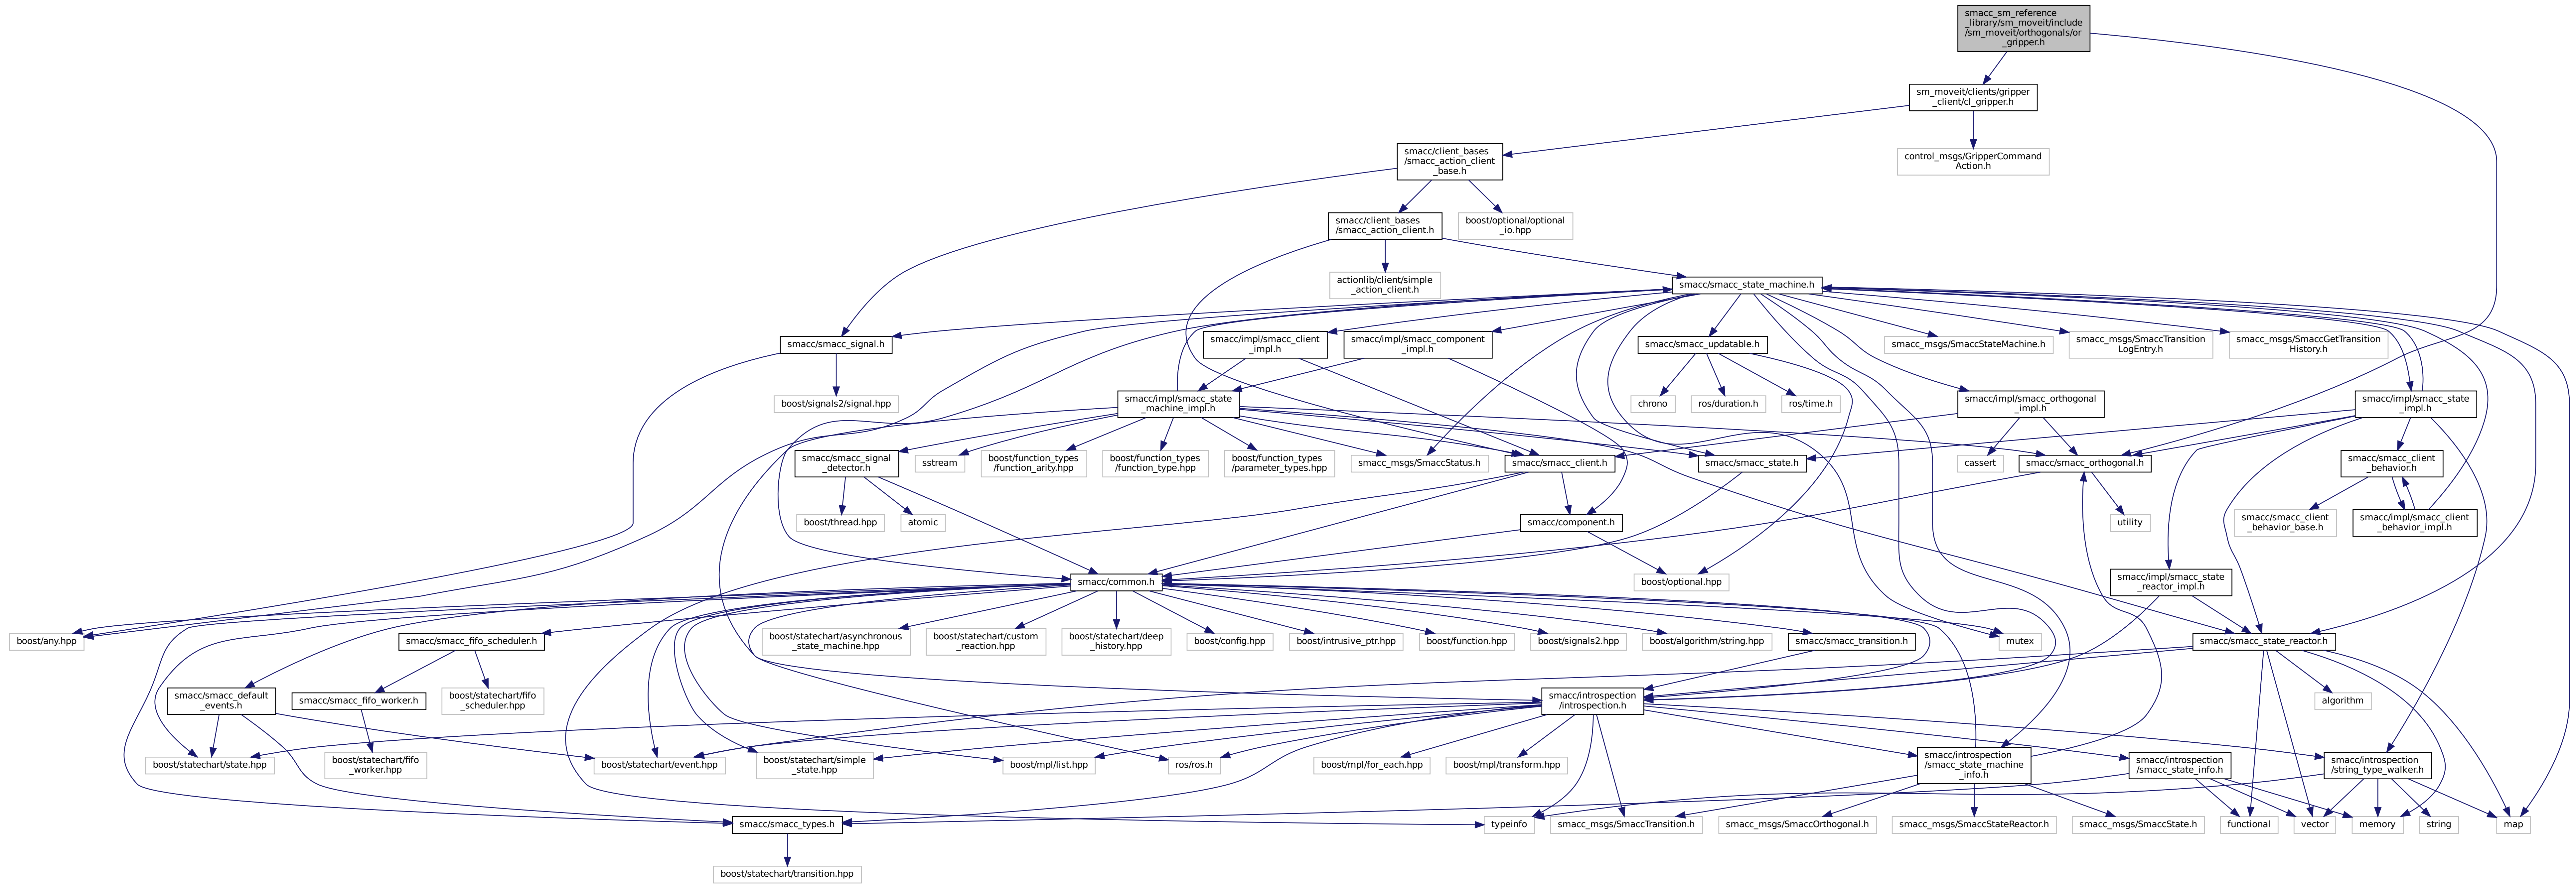 smacc_sm_reference
_library/sm_moveit/include
/sm_moveit/orthogonals/or
_gripper.h
sm_moveit/clients/gripper
_client/cl_gripper.h
smacc/client_bases
/smacc_action_client
_base.h
control_msgs/GripperCommand
Action.h
smacc/client_bases
/smacc_action_client.h
boost/optional/optional
_io.hpp
actionlib/client/simple
_action_client.h
smacc/smacc_state_machine.h
smacc/smacc_signal.h
smacc/impl/smacc_client
_impl.h
smacc/impl/smacc_component
_impl.h
smacc/smacc_updatable.h
smacc_msgs/SmaccStateMachine.h
smacc_msgs/SmaccTransition
LogEntry.h
smacc_msgs/SmaccGetTransition
History.h
boost/signals2/signal.hpp
smacc/impl/smacc_state
_machine_impl.h
chrono
ros/duration.h
ros/time.h
smacc/impl/smacc_orthogonal
_impl.h
smacc/impl/smacc_state
_impl.h
smacc/smacc_signal
_detector.h
sstream
boost/function_types
/function_arity.hpp
boost/function_types
/function_type.hpp
boost/function_types
/parameter_types.hpp
smacc_msgs/SmaccStatus.h
smacc/smacc_client.h
smacc/smacc_state.h
cassert
smacc/smacc_orthogonal.h
smacc/smacc_client
_behavior.h
boost/thread.hpp
atomic
smacc/component.h
utility
smacc/smacc_client
_behavior_base.h
smacc/impl/smacc_client
_behavior_impl.h
smacc/common.h
boost/optional.hpp
smacc/impl/smacc_state
_reactor_impl.h
boost/any.hpp
smacc/smacc_fifo_scheduler.h
boost/statechart/asynchronous
_state_machine.hpp
boost/statechart/custom
_reaction.hpp
boost/statechart/deep
_history.hpp
boost/config.hpp
boost/intrusive_ptr.hpp
boost/function.hpp
boost/signals2.hpp
boost/algorithm/string.hpp
smacc/smacc_transition.h
mutex
smacc/smacc_state_reactor.h
smacc/smacc_default
_events.h
smacc/smacc_fifo_worker.h
boost/statechart/fifo
_scheduler.hpp
smacc/introspection
/introspection.h
algorithm
boost/statechart/state.hpp
boost/statechart/fifo
_worker.hpp
boost/statechart/event.hpp
boost/statechart/simple
_state.hpp
boost/mpl/list.hpp
ros/ros.h
boost/mpl/for_each.hpp
boost/mpl/transform.hpp
smacc/introspection
/smacc_state_machine
_info.h
smacc/introspection
/smacc_state_info.h
smacc/introspection
/string_type_walker.h
smacc/smacc_types.h
typeinfo
smacc_msgs/SmaccTransition.h
smacc_msgs/SmaccOrthogonal.h
smacc_msgs/SmaccStateReactor.h
smacc_msgs/SmaccState.h
functional
vector
memory
string
map
boost/statechart/transition.hpp